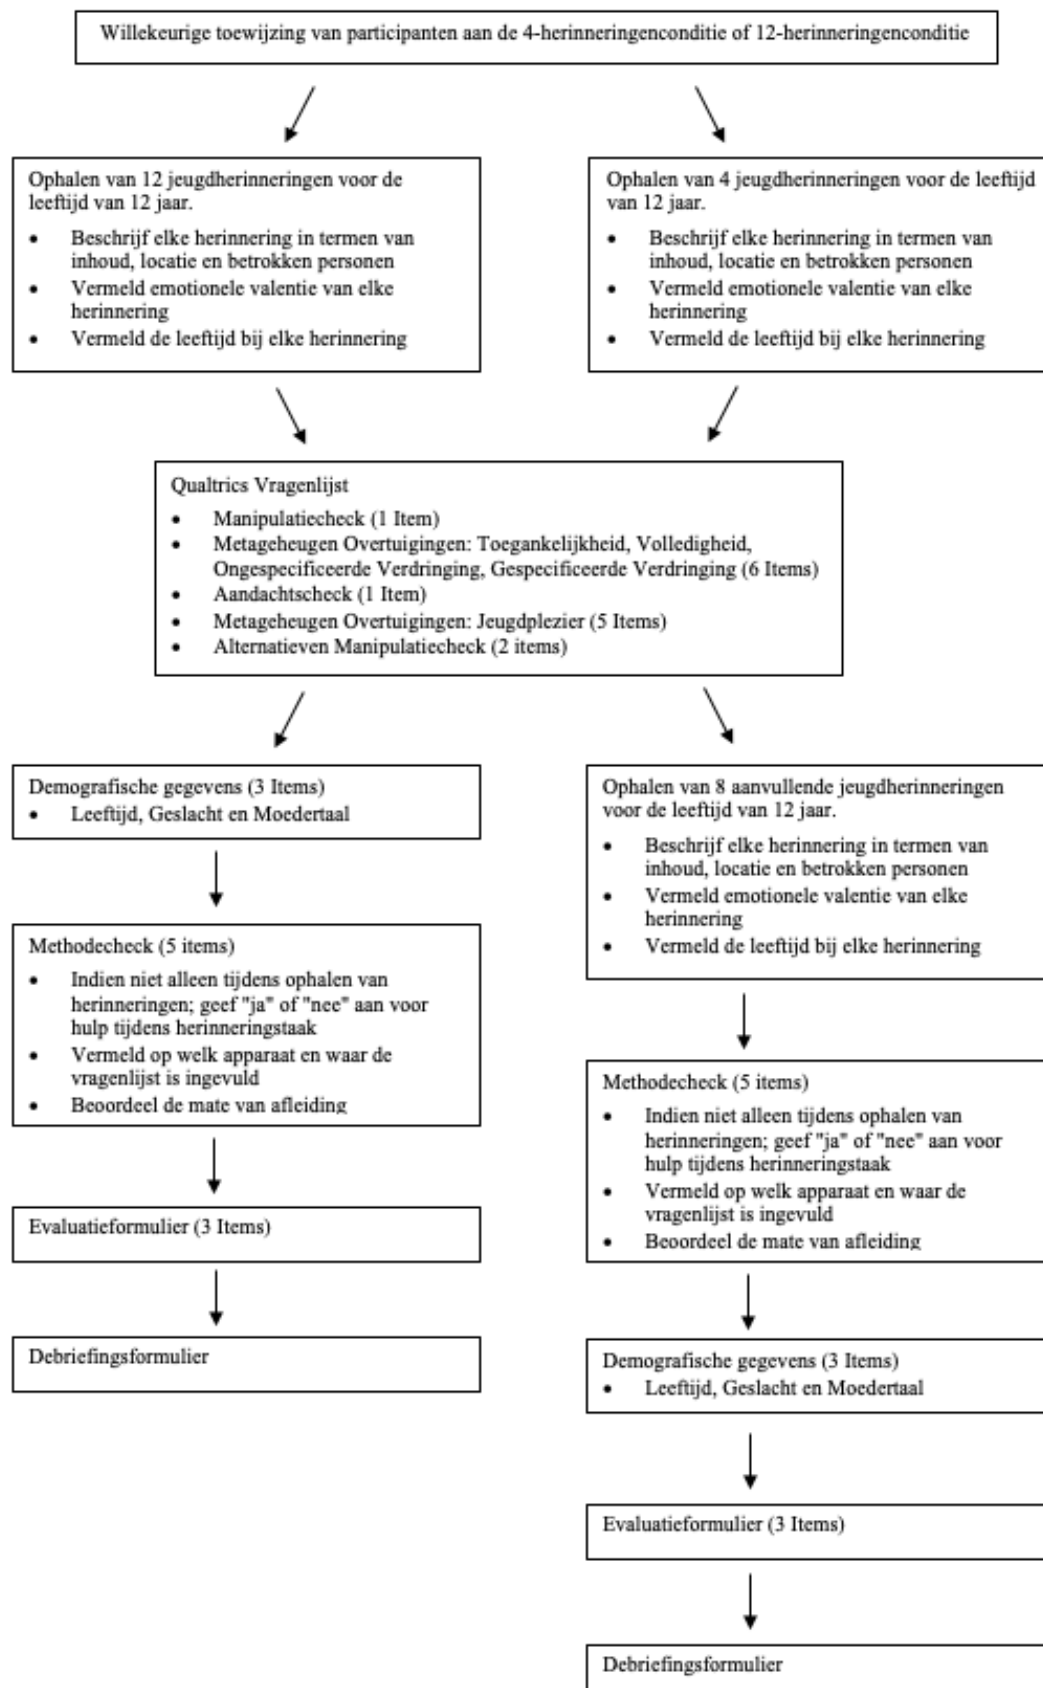 Willekeurige toewijzing van participanten aan de 4-herinneringenconditie of 12-herinneringenconditie
Ophalen van 12 jeugdherinneringen voor de
leeftijd van 12 jaar.
• Beschrijf elke herinnering in termen van
inhoud, locatie en betrokken personen
• Vermeld emotionele valentie van elke
herinnering
• Vermeld de leeftijd bij elke herinnering
Ophalen van 4 jeugdherinneringen voor de leeftijd
van 12 jaar.
• Beschrijf elke herinnering in termen van
inhoud, locatie en betrokken personen
• Vermeld emotionele valentie van elke
herinnering
• Vermeld de leeftijd bij elke herinnering
Qualtrics Vragenlijst
• Manipulatiecheck (1 Item)
• Metageheugen Overtuigingen: Toegankelijkheid, Volledigheid,
Ongespecificeerde Verdringing, Gespecificeerde Verdringing (6 Items)
• Aandachtscheck (1 Item)
• Metageheugen Overtuigingen: Jeugdplezier (5 Items)
• Alternatieven Manipulatiecheck (2 items)
Demografische gegevens (3 Items)
• Leeftijd, Geslacht en Moedertaal
Methodecheck (5 items)
• Indien niet alleen tijdens ophalen van
herinneringen; geef "ja" of "nee" aan voor
hulp tijdens herinneringstaak
• Vermeld op welk apparaat en waar de
vragenlijst is ingevuld
• Beoordeel de mate van afleiding
Evaluatieformulier (3 Items)
Debriefingsformulier
Ophalen van 8 aanvullende jeugdherinneringen
voor de leeftijd van 12 jaar.
• Beschrijf elke herinnering in termen van
inhoud, locatie en betrokken personen
• Vermeld emotionele valentie van elke
herinnering
• Vermeld de leeftijd bij elke herinnering
Methodecheck (5 items)
• Indien niet alleen tijdens ophalen van
herinneringen; geef "ja" of "nee" aan voor
hulp tijdens herinneringstaak
• Vermeld op welk apparaat en waar de
vragenlijst is ingevuld
• Beoordeel de mate van afleiding
Demografische gegevens (3 Items)
• Leeftijd, Geslacht en Moedertaal
Evaluatieformulier (3 Items)
Debriefingsformulier